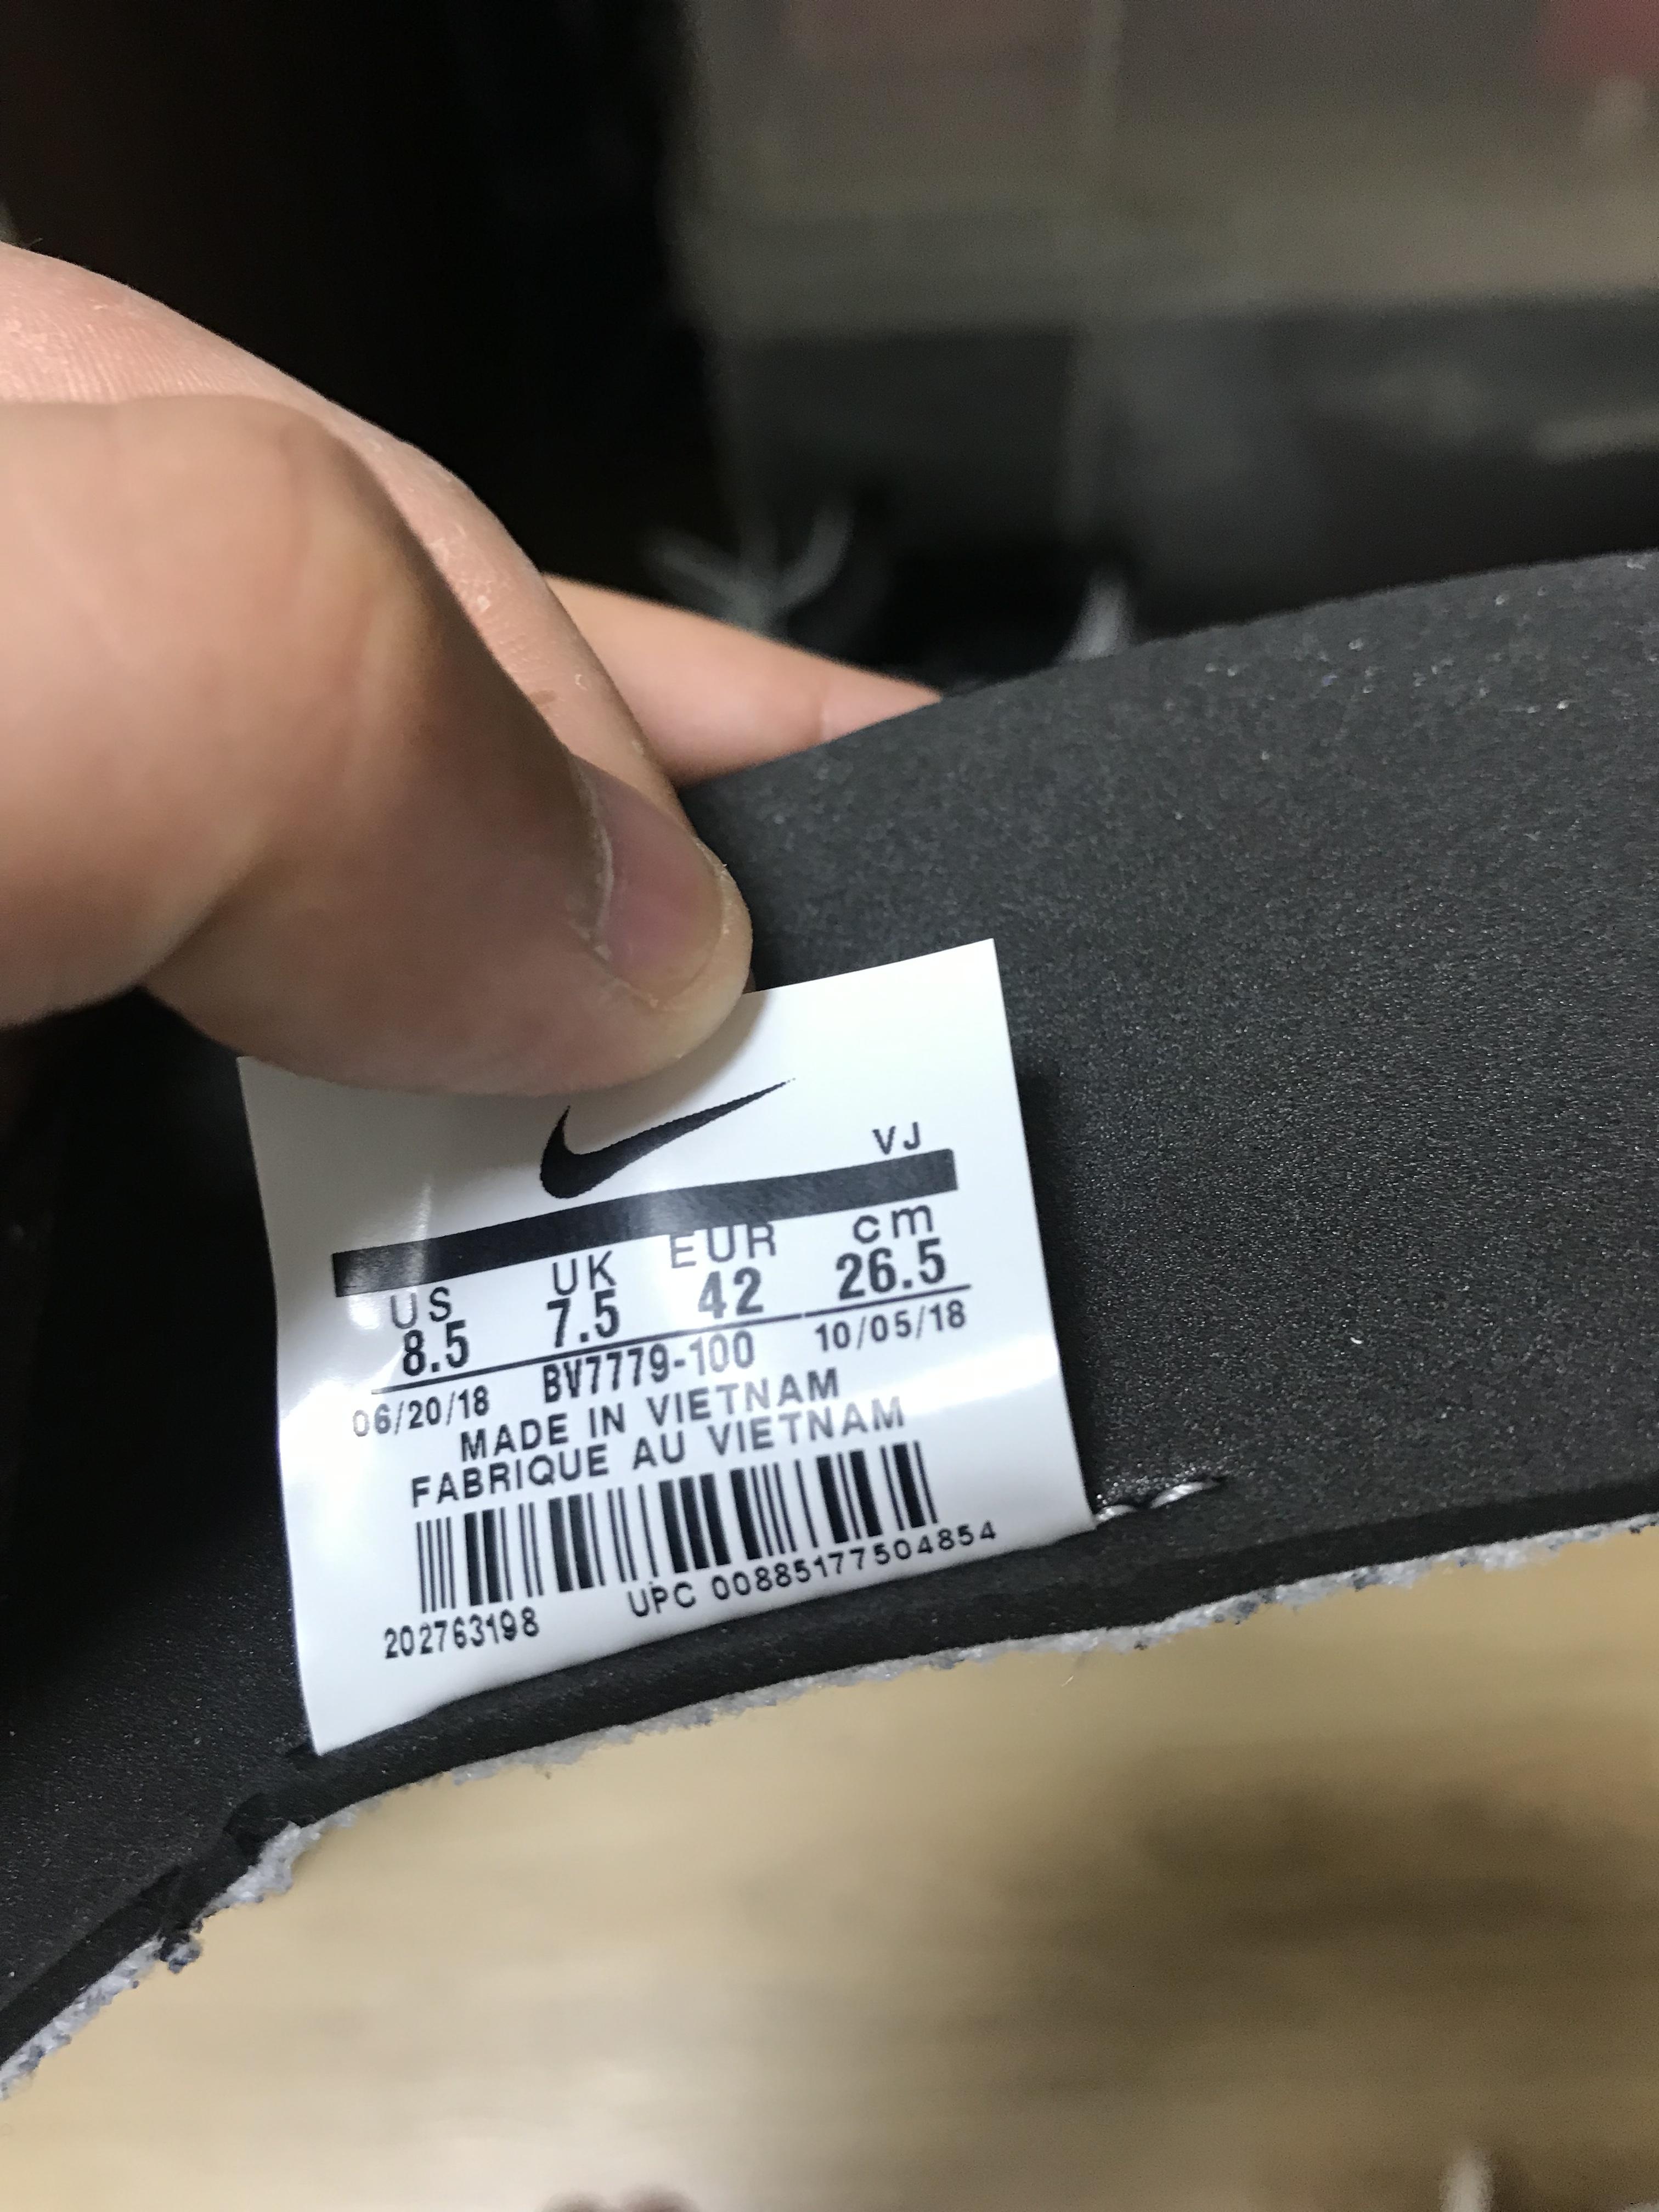 VJ
US UK EUR cm
8.5 7.5 42 26.5
06/20/18 BV7779-100 10/05/18
MADE IN VIETNAM
FABRIQUE AU VIETNAM
202763198 UPC 00885177504854